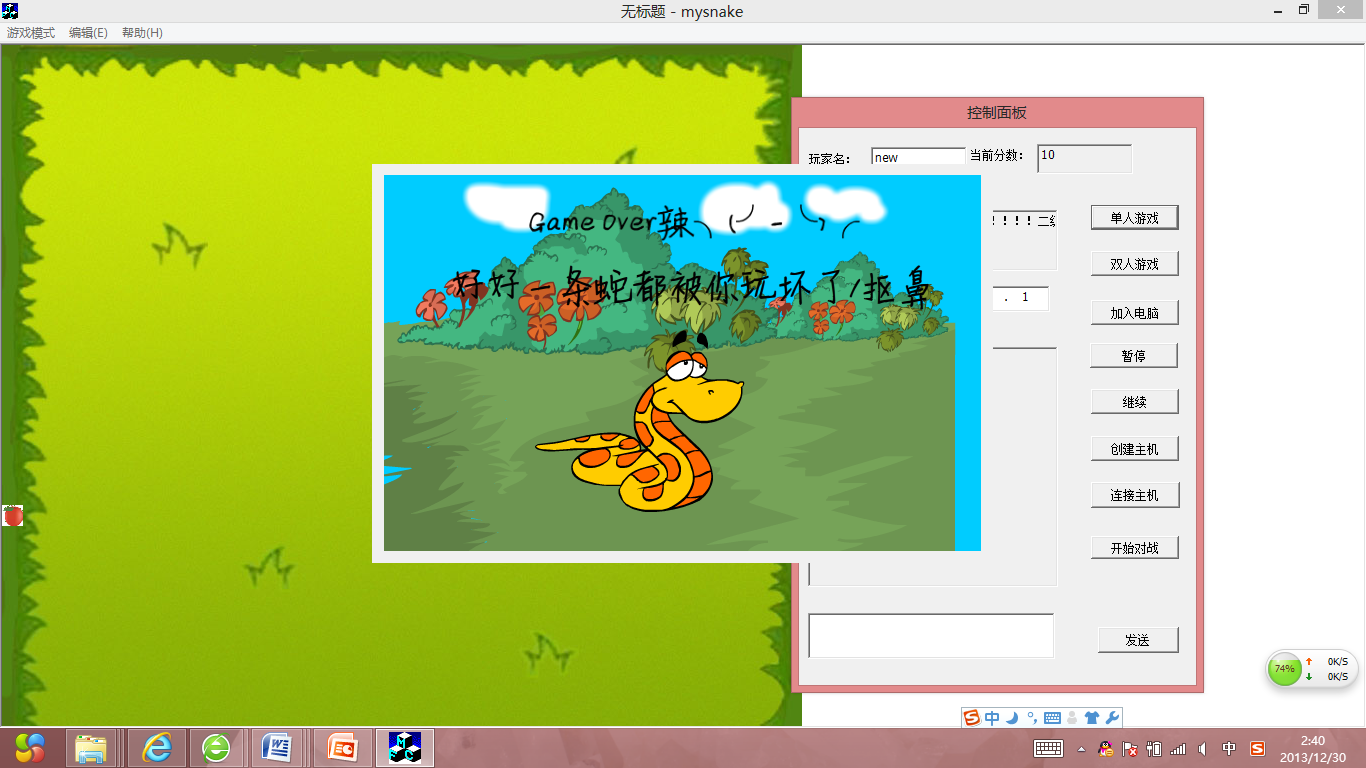 无标题 - mysnake
游戏模式 编辑(E) 帮助(H)
控制面板
玩家名: new 当前分数: 10
Game Over辣
好好一条蛇都被你玩坏了/抠鼻
!!!!二
. 1
单人游戏
双人游戏
加入电脑
暂停
继续
创建主机
连接主机
开始对战
发送
74% 0K/S
0K/S
中
中
2:40
2013/12/30